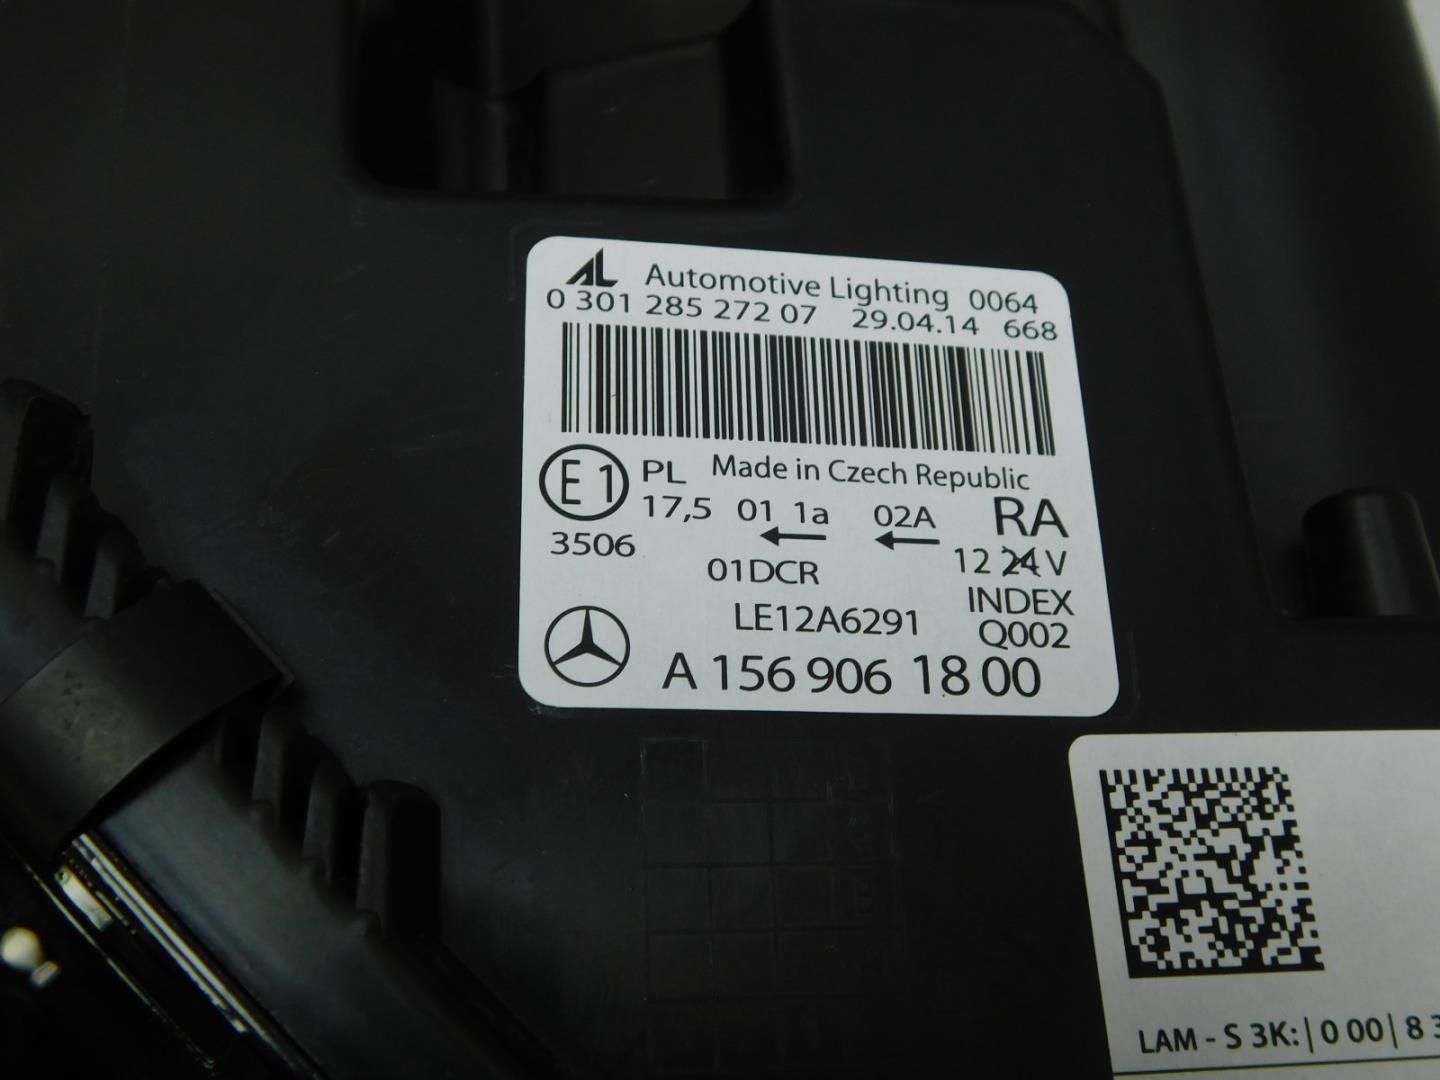 AL Automotive Lighting 0064
0 301 285 272 07 29.04.14 668
E1 PL Made in Czech Republic
17,5 01 1a 02A RA
3506
01DCR 12 24 V
LE12A6291 INDEX
Q002
A 156 906 18 00
LAM - S 3K: | 0 00 | 8 3